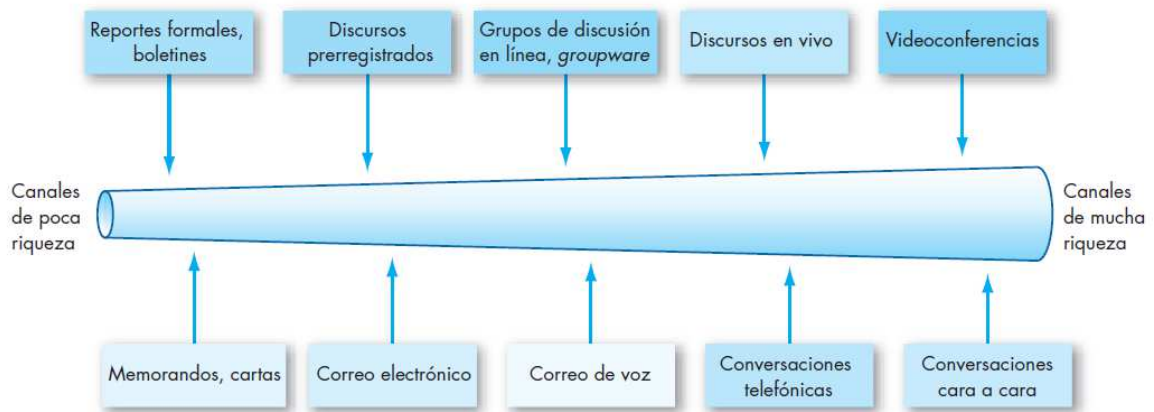 Reportes formales,
boletines
Discursos
prerregistrados
Grupos de discusión
en línea, groupware
Discursos en vivo
Videoconferencias
Canales
de poca
riqueza
Canales
de mucha
riqueza
Memorandos, cartas
Correo electrónico
Correo de voz
Conversaciones
telefónicas
Conversaciones
cara a cara